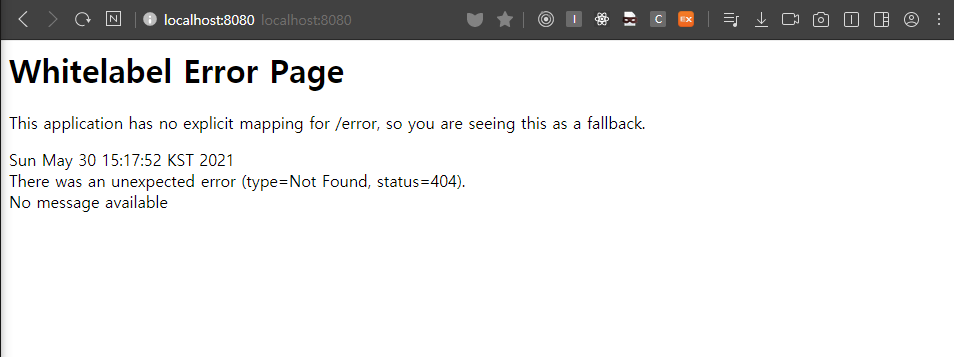 N localhost:8080 localhost:8080 I C EX
Whitelabel Error Page
This application has no explicit mapping for /error, so you are seeing this as a fallback.
Sun May 30 15:17:52 KST 2021
There was an unexpected error (type=Not Found, status=404).
No message available